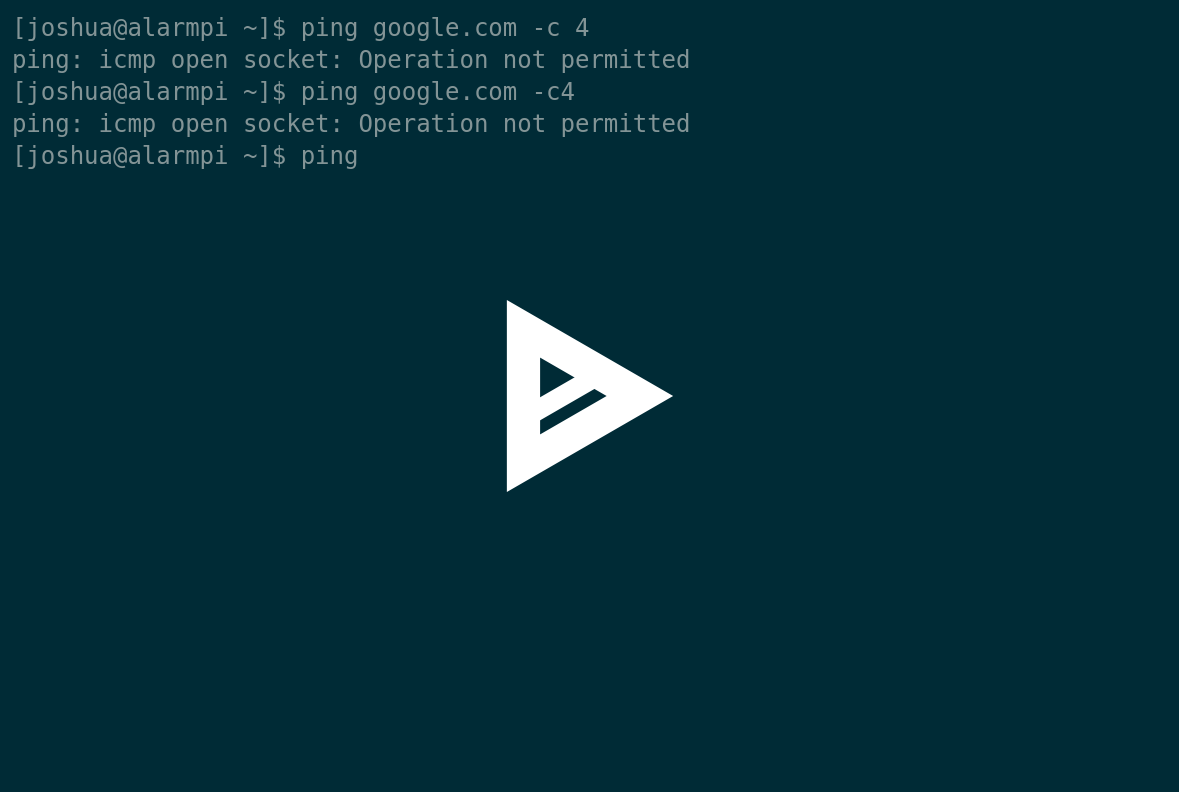 [joshua@alarmpi ~]$ ping google.com -c 4
ping: icmp open socket: Operation not permitted
[joshua@alarmpi ~]$ ping google.com -c4
ping: icmp open socket: Operation not permitted
[joshua@alarmpi ~]$ ping